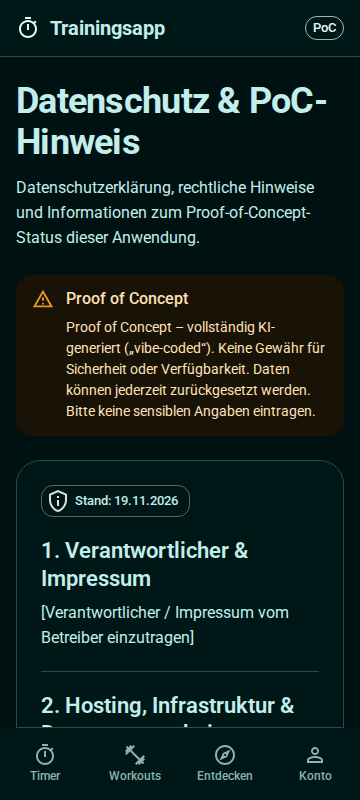 Trainingsapp
PoC
Datenschutz & PoC-
Hinweis
Datenschutzerklärung, rechtliche Hinweise
und Informationen zum Proof-of-Concept-
Status dieser Anwendung.
Proof of Concept
Proof of Concept – vollständig KI-
generiert („vibe-coded“). Keine Gewähr für
Sicherheit oder Verfügbarkeit. Daten
können jederzeit zurückgesetzt werden.
Bitte keine sensiblen Angaben eintragen.
Stand: 19.11.2026
1. Verantwortlicher &
Impressum
[Verantwortlicher / Impressum vom
Betreiber einzutragen]
2. Hosting, Infrastruktur &
Timer
Workouts
Entdecken
Konto